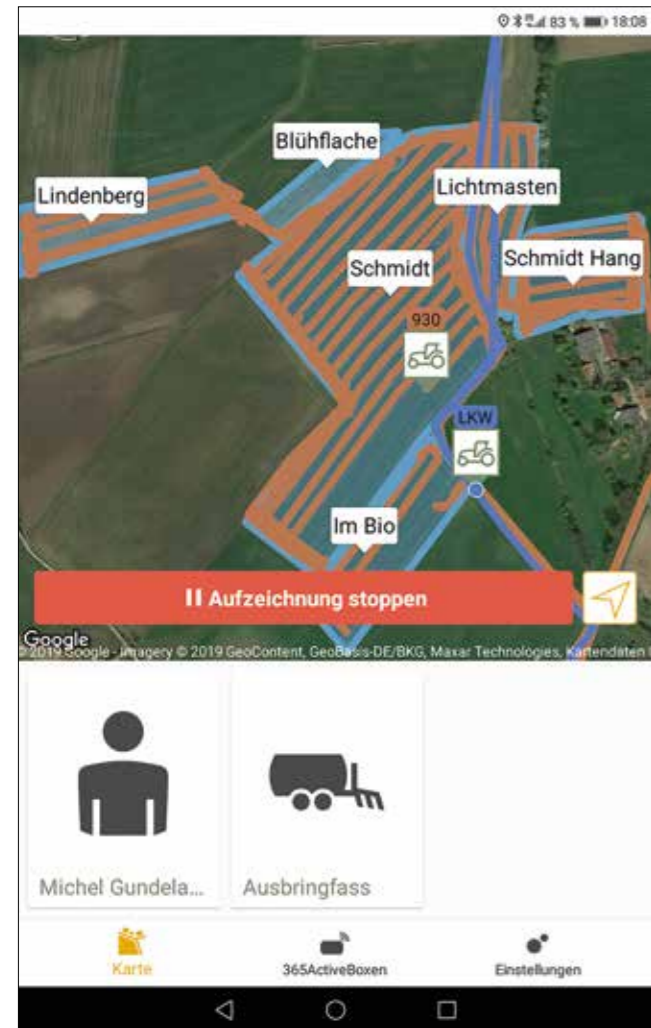 83 % 18:08
Blühflache
Lindenberg
Lichtmasten
Schmidt
Schmidt Hang
930
LKW
Im Bio
Aufzeichnung stoppen
Google
2019 Google - Imagery © 2019 GeoContent, GeoBasis-DE/BKG, Maxar Technologies, Kartendaten
Michel Gundela...
Ausbringfass
Karte
365ActiveBoxen
Einstellungen